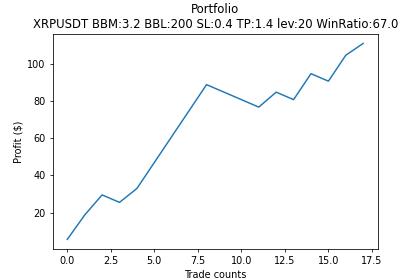 Portfolio
XRPUSDT BBM:3.2 BBL:200 SL:0.4 TP:1.4 lev:20 WinRatio:67.0
100
80
60
40
20
Profit ($)
0.0 2.5 5.0 7.5 10.0 12.5 15.0 17.5
Trade counts